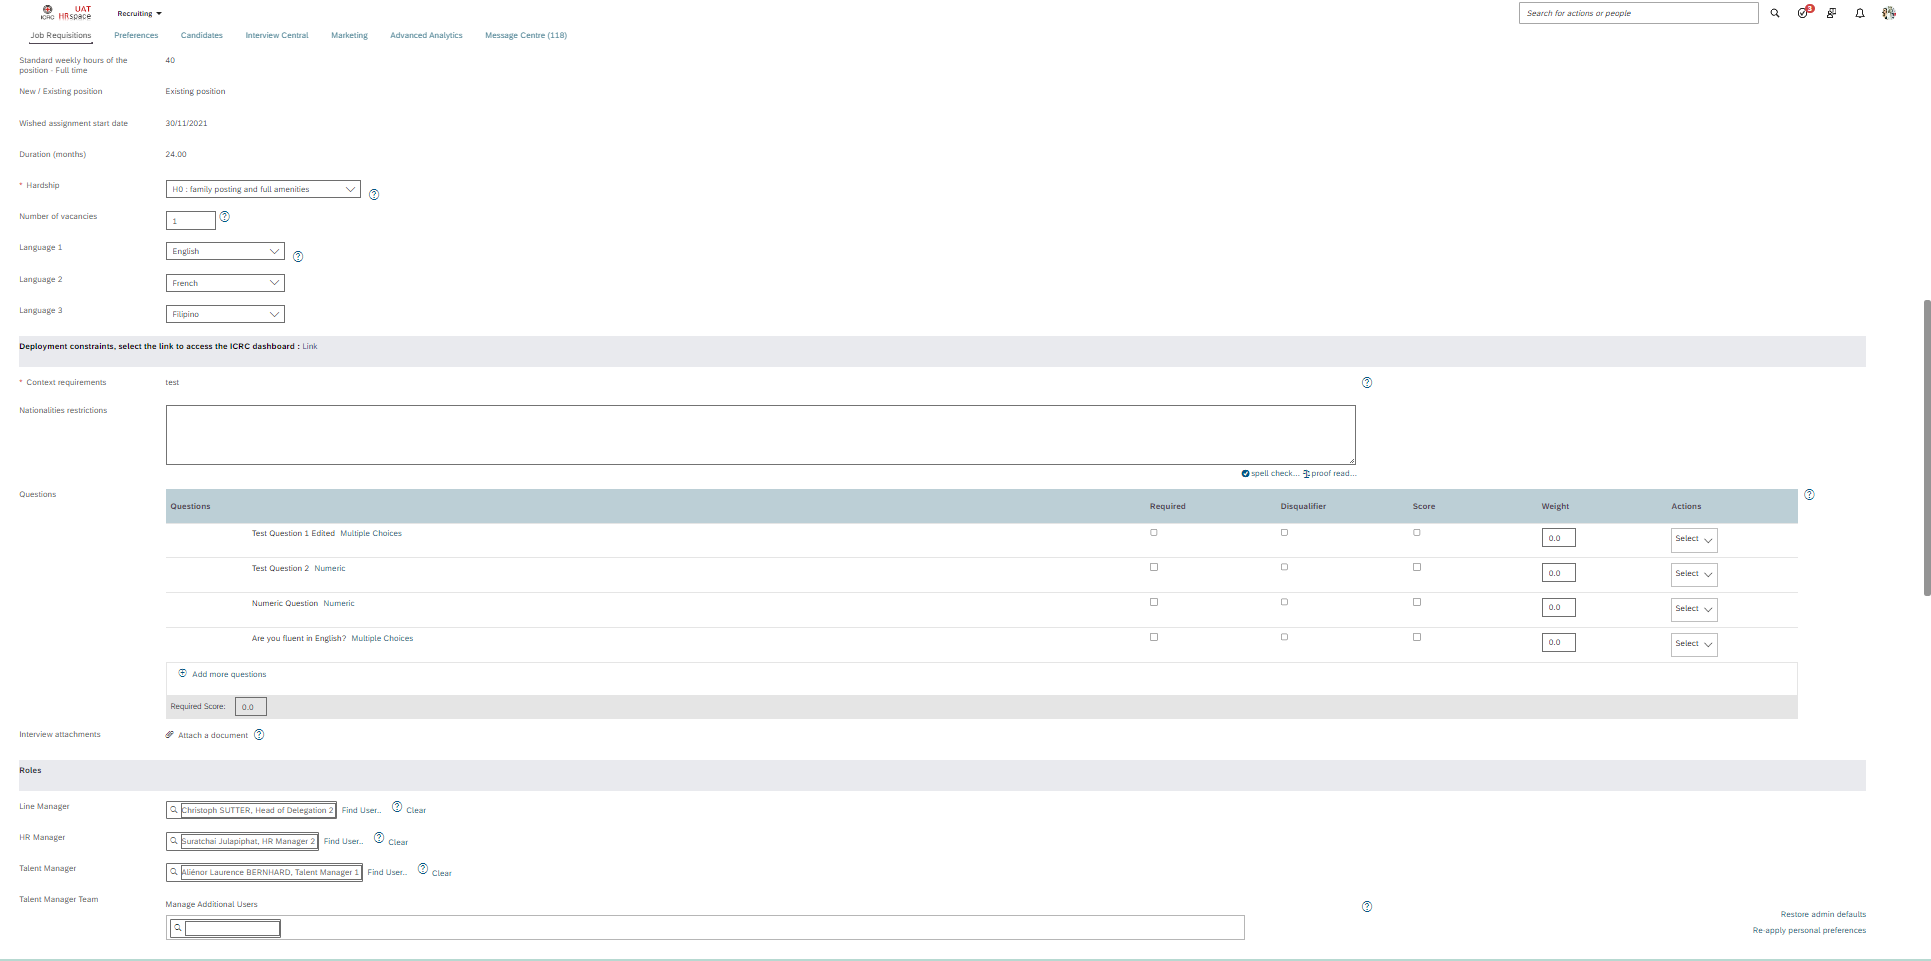 ICRC UAT HRspace Recruiting Search for actions or people 3
Job Requisitions Preferences Candidates Interview Central Marketing Advanced Analytics Message Centre (118)
Standard weekly hours of the position - Full time 40
New / Existing position Existing position
Wished assignment start date 30/11/2021
Duration (months) 24.00
* Hardship H0 : family posting and full amenities
Number of vacancies 1
Language 1 English
Language 2 French
Language 3 Filipino
Deployment constraints, select the link to access the ICRC dashboard : Link
* Context requirements test
Nationalities restrictions
spell check... proof read...
Questions
Questions Required Disqualifier Score Weight Actions
Test Question 1 Edited Multiple Choices 0.0 Select
Test Question 2 Numeric 0.0 Select
Numeric Question Numeric 0.0 Select
Are you fluent in English? Multiple Choices 0.0 Select
Add more questions
Required Score: 0.0
Interview attachments Attach a document
Roles
Line Manager Christoph SUTTER, Head of Delegation 2 Find User.. Clear
HR Manager Suratchai Julapiphat, HR Manager 2 Find User.. Clear
Talent Manager Aliénor Laurence BERNHARD, Talent Manager 1 Find User.. Clear
Talent Manager Team Manage Additional Users
Restore admin defaults
Re-apply personal preferences